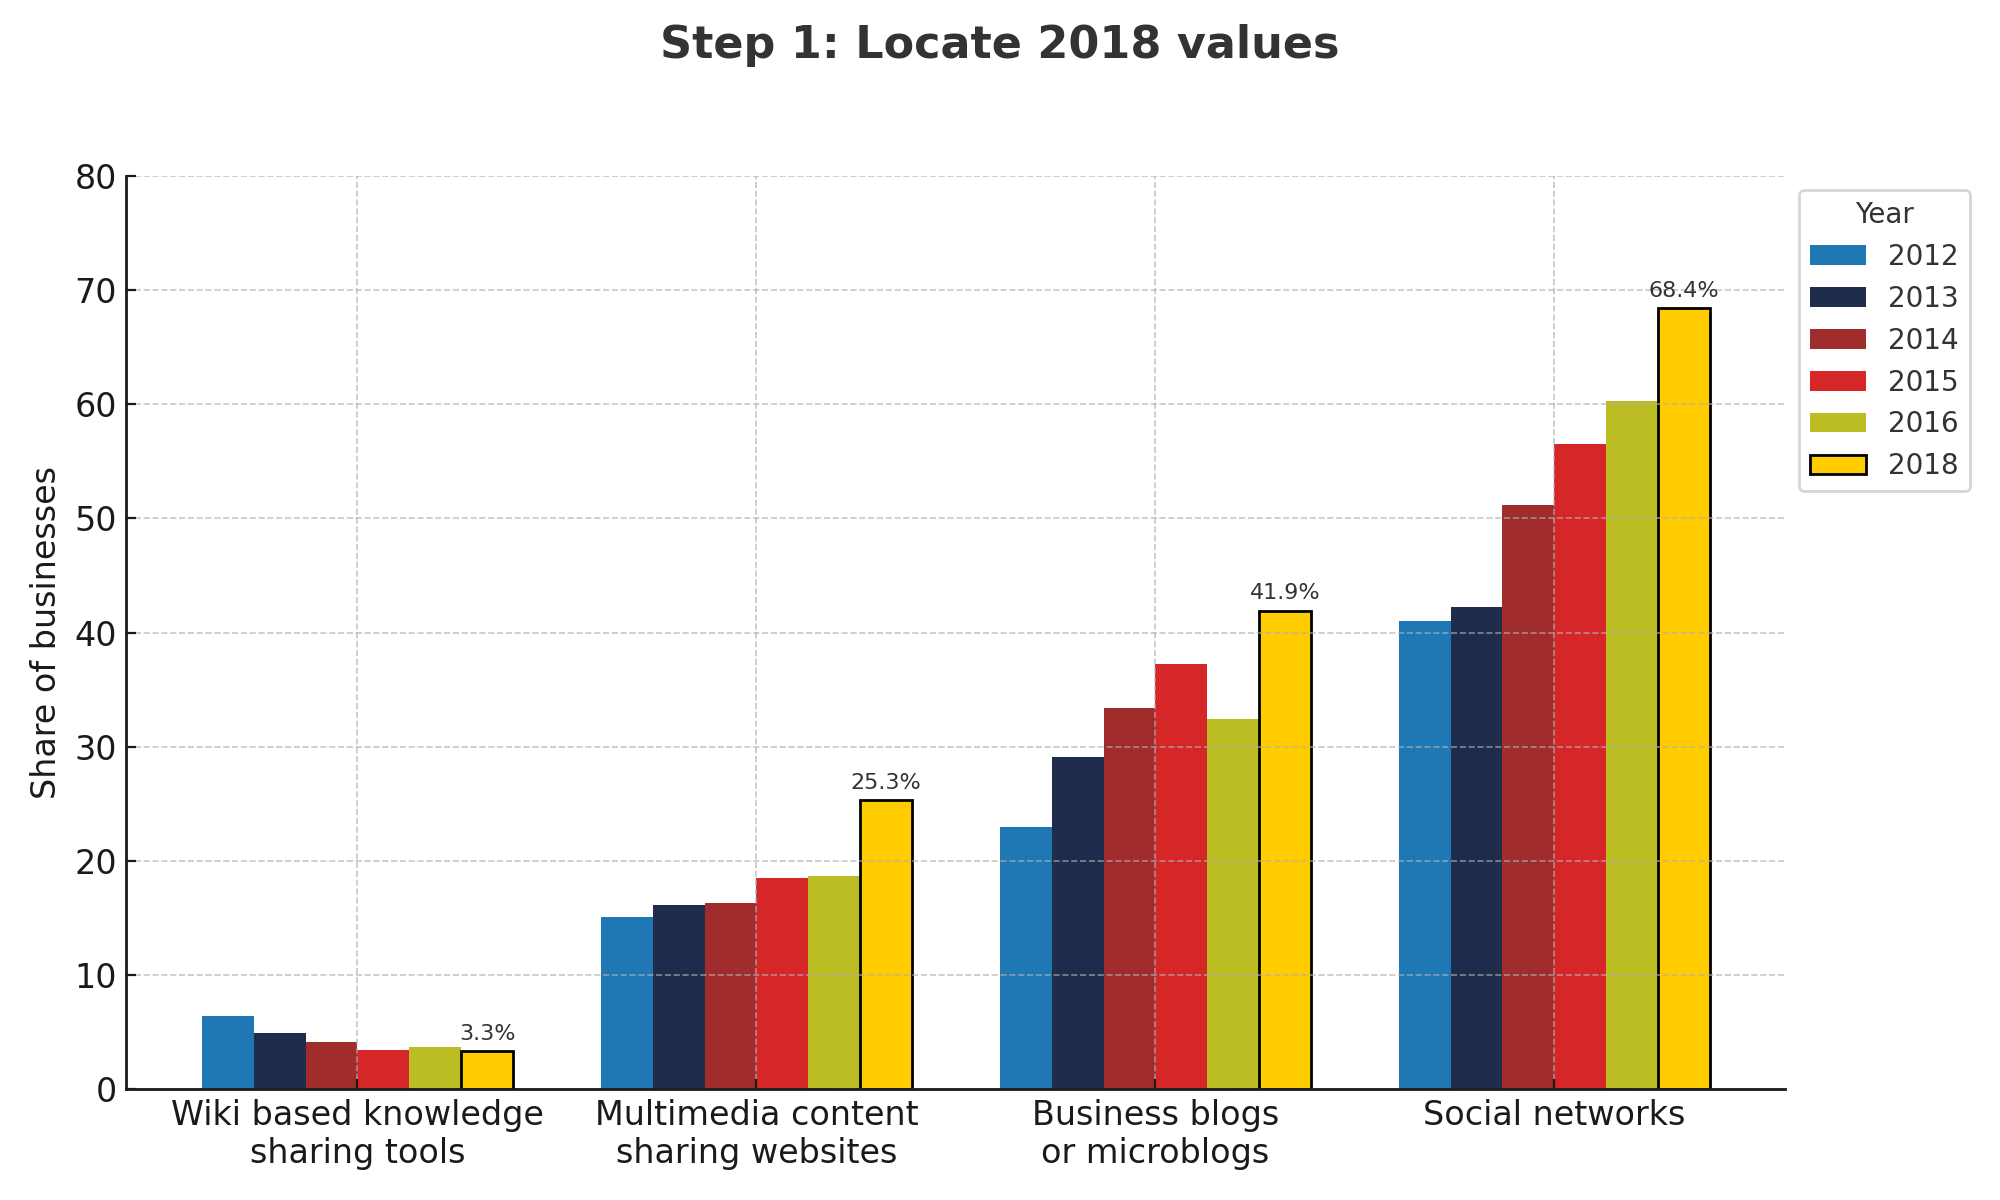 Step 1: Locate 2018 values
80
70
60
50
40
30
20
10
0
Share of businesses
3.3%
25.3%
41.9%
68.4%
Wiki based knowledge
sharing tools
Multimedia content
sharing websites
Business blogs
or microblogs
Social networks
Year
2012
2013
2014
2015
2016
2018